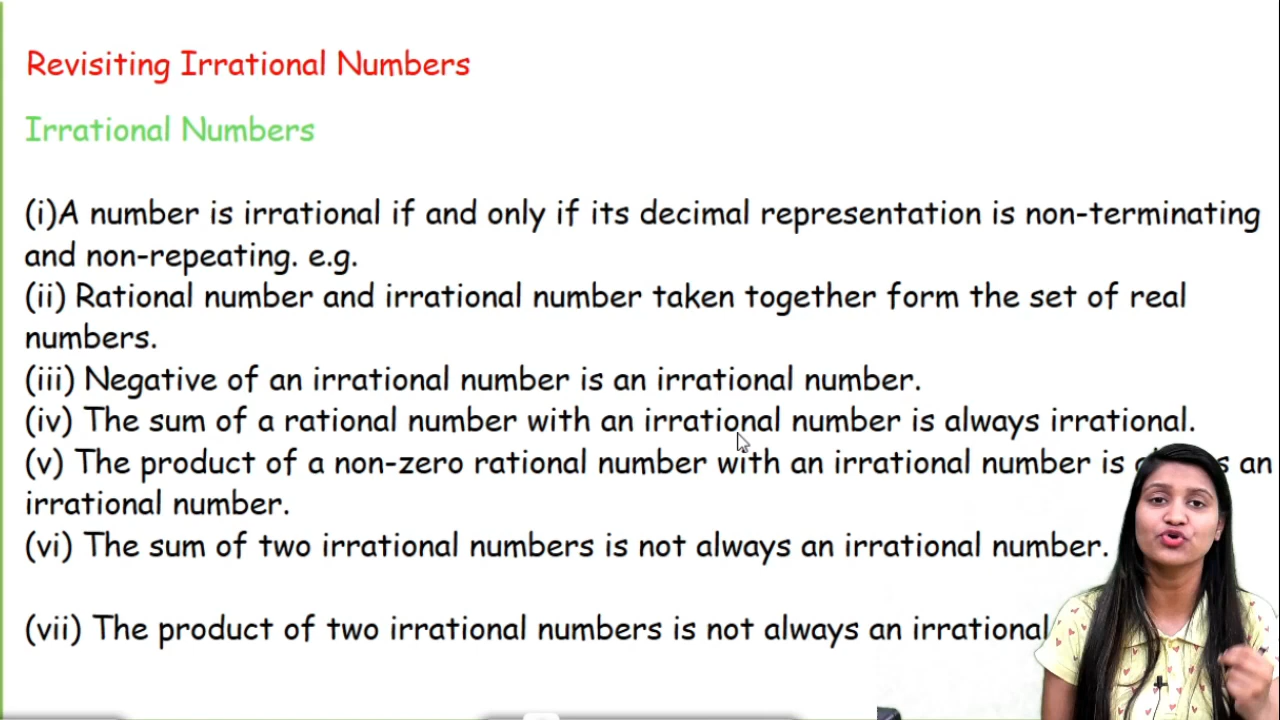 Revisiting Irrational Numbers
Irrational Numbers
(i)A number is irrational if and only if its decimal representation is non-terminating
and non-repeating. e.g.
(ii) Rational number and irrational number taken together form the set of real
numbers.
(iii) Negative of an irrational number is an irrational number.
(iv) The sum of a rational number with an irrational number is always irrational.
(v) The product of a non-zero rational number with an irrational number is an
irrational number.
(vi) The sum of two irrational numbers is not always an irrational number.
(vii) The product of two irrational numbers is not always an irrational